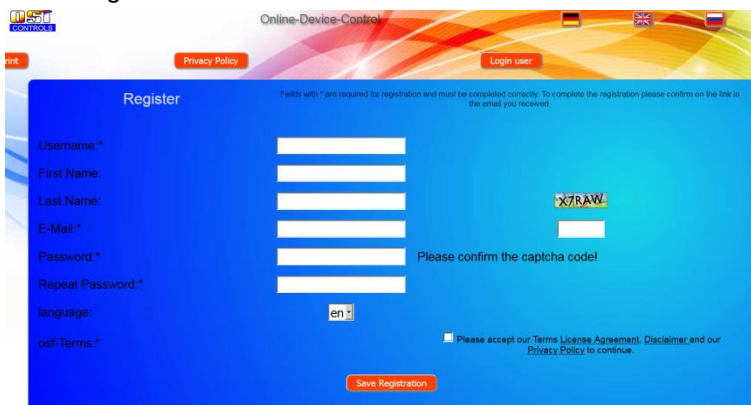 OSF
CONTROLS
Online-Device-Control
rint
Privacy Policy
Login user
Register
Fields with * are required for registration and must be completed correctly. To complete the registration please confirm on the link in
the email you received.
Username:*
First Name:
Last Name:
X7RAW
E-Mail:*
Password:*
Please confirm the captcha code!
Repeat Password:*
language:
en
osf-Terms:*
Please accept our Terms License Agreement, Disclaimer and our
Privacy Policy to continue.
Save Registration